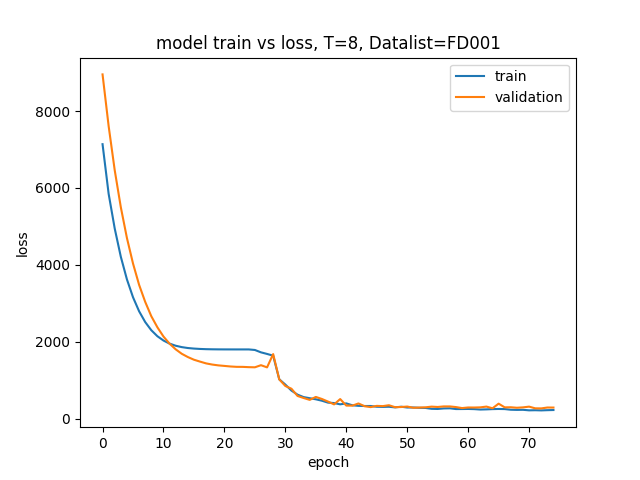 model train vs loss, T=8, Datalist=FD001
train
validation
loss
8000
6000
4000
2000
0
0 10 20 30 40 50 60 70
epoch